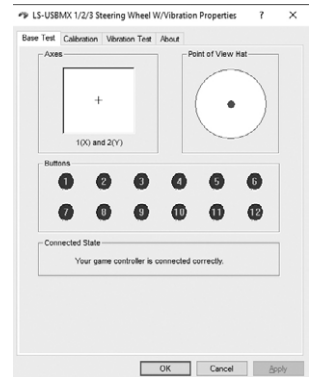 LS-USBMX 1/2/3 Steering Wheel W/Vibration Properties ? ×
Base Test Calibration Vibration Test About
Axes
Point of View Hat
1(X) and 2(Y)
Buttons
1 2 3 4 5 6
7 8 9 10 11 12
Connected State
Your game controller is connected correctly.
OK Cancel Apply